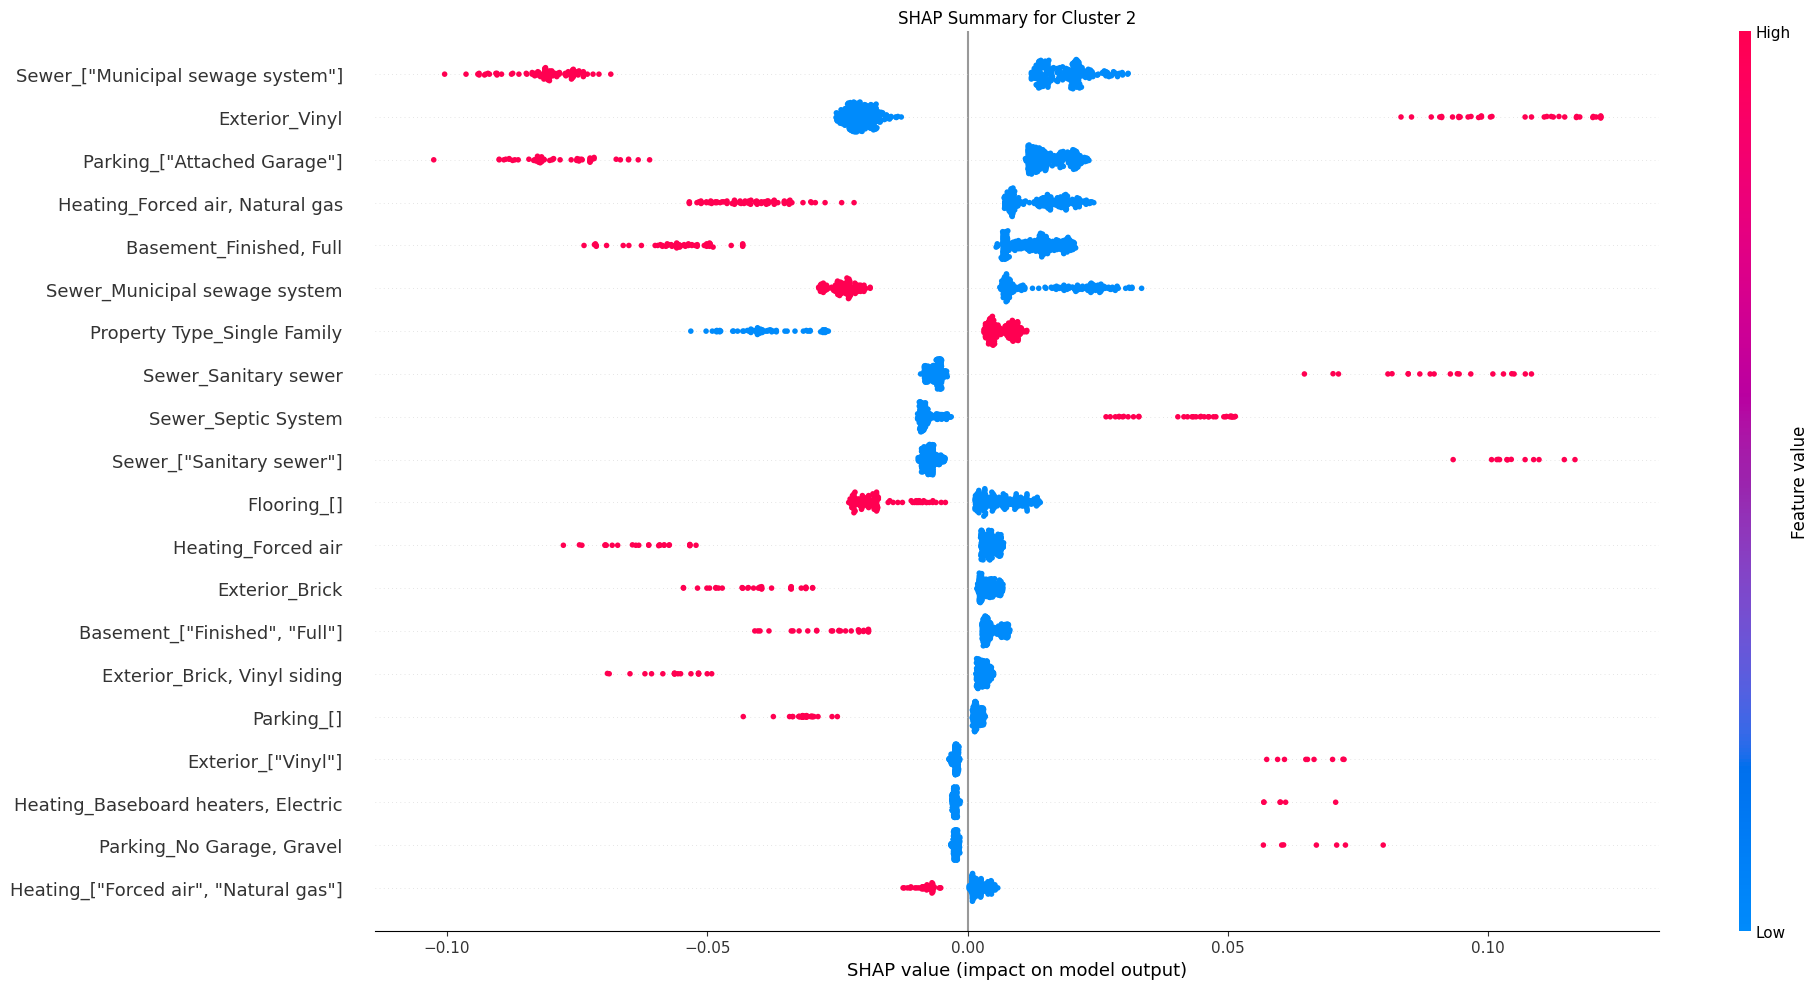 SHAP Summary for Cluster 2
High
Sewer_["Municipal sewage system"]
Exterior_Vinyl
Parking_["Attached Garage"]
Heating_Forced air, Natural gas
Basement_Finished, Full
Sewer_Municipal sewage system
Property Type_Single Family
Sewer_Sanitary sewer
Sewer_Septic System
Sewer_["Sanitary sewer"]
Flooring_[]
Heating_Forced air
Exterior_Brick
Basement_["Finished", "Full"]
Exterior_Brick, Vinyl siding
Parking_[]
Exterior_["Vinyl"]
Heating_Baseboard heaters, Electric
Parking_No Garage, Gravel
Heating_["Forced air", "Natural gas"]
Feature value
Low
−0.10 −0.05 0.00 0.05 0.10
SHAP value (impact on model output)